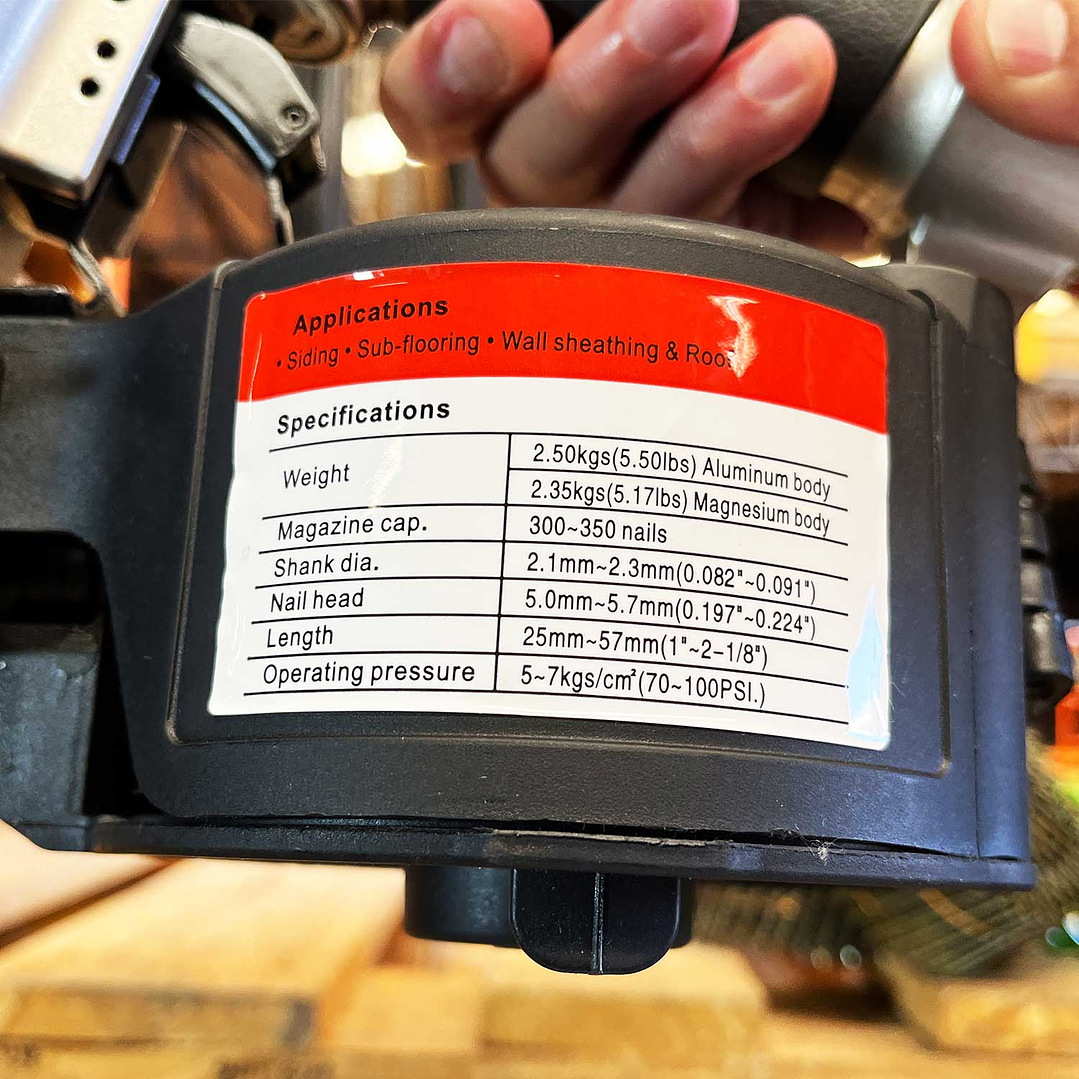 Applications
• Siding • Sub-flooring • Wall sheathing &
Specifications
Weight 2.50kgs(5.50lbs) Aluminum body
2.35kgs(5.17lbs) Magnesium body
Magazine cap. 300~350 nails
Shank dia. 2.1mm~2.3mm(0.082"~0.091")
Nail head 5.0mm~5.7mm(0.197"~0.224")
Length 25mm~57mm(1"~2-1/8")
Operating pressure 5~7kgs/cm²(70~100PSI.)